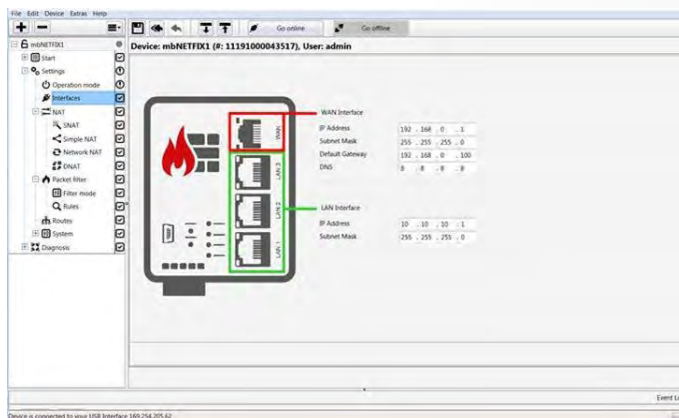 File Edit Device Extras Help
Go online
Go offline
mbNETFIX1
Device: mbNETFIX1 (#: 11191000043517), User: admin
Start
Settings
Operation mode
Interfaces
NAT
SNAT
Simple NAT
Network NAT
DNAT
Packet filter
Filter mode
Rules
Routes
System
Diagnosis
WAN
LAN 3
LAN 2
LAN 1
WAN Interface
IP Address 192 . 168 . 0 . 1
Subnet Mask 255 . 255 . 255 . 0
Default Gateway 192 . 168 . 0 . 100
DNS 8 . 8 . 8 . 8
LAN Interface
IP Address 10 . 10 . 10 . 1
Subnet Mask 255 . 255 . 255 . 0
Device is connected to your USB Interface 169.254.205.62